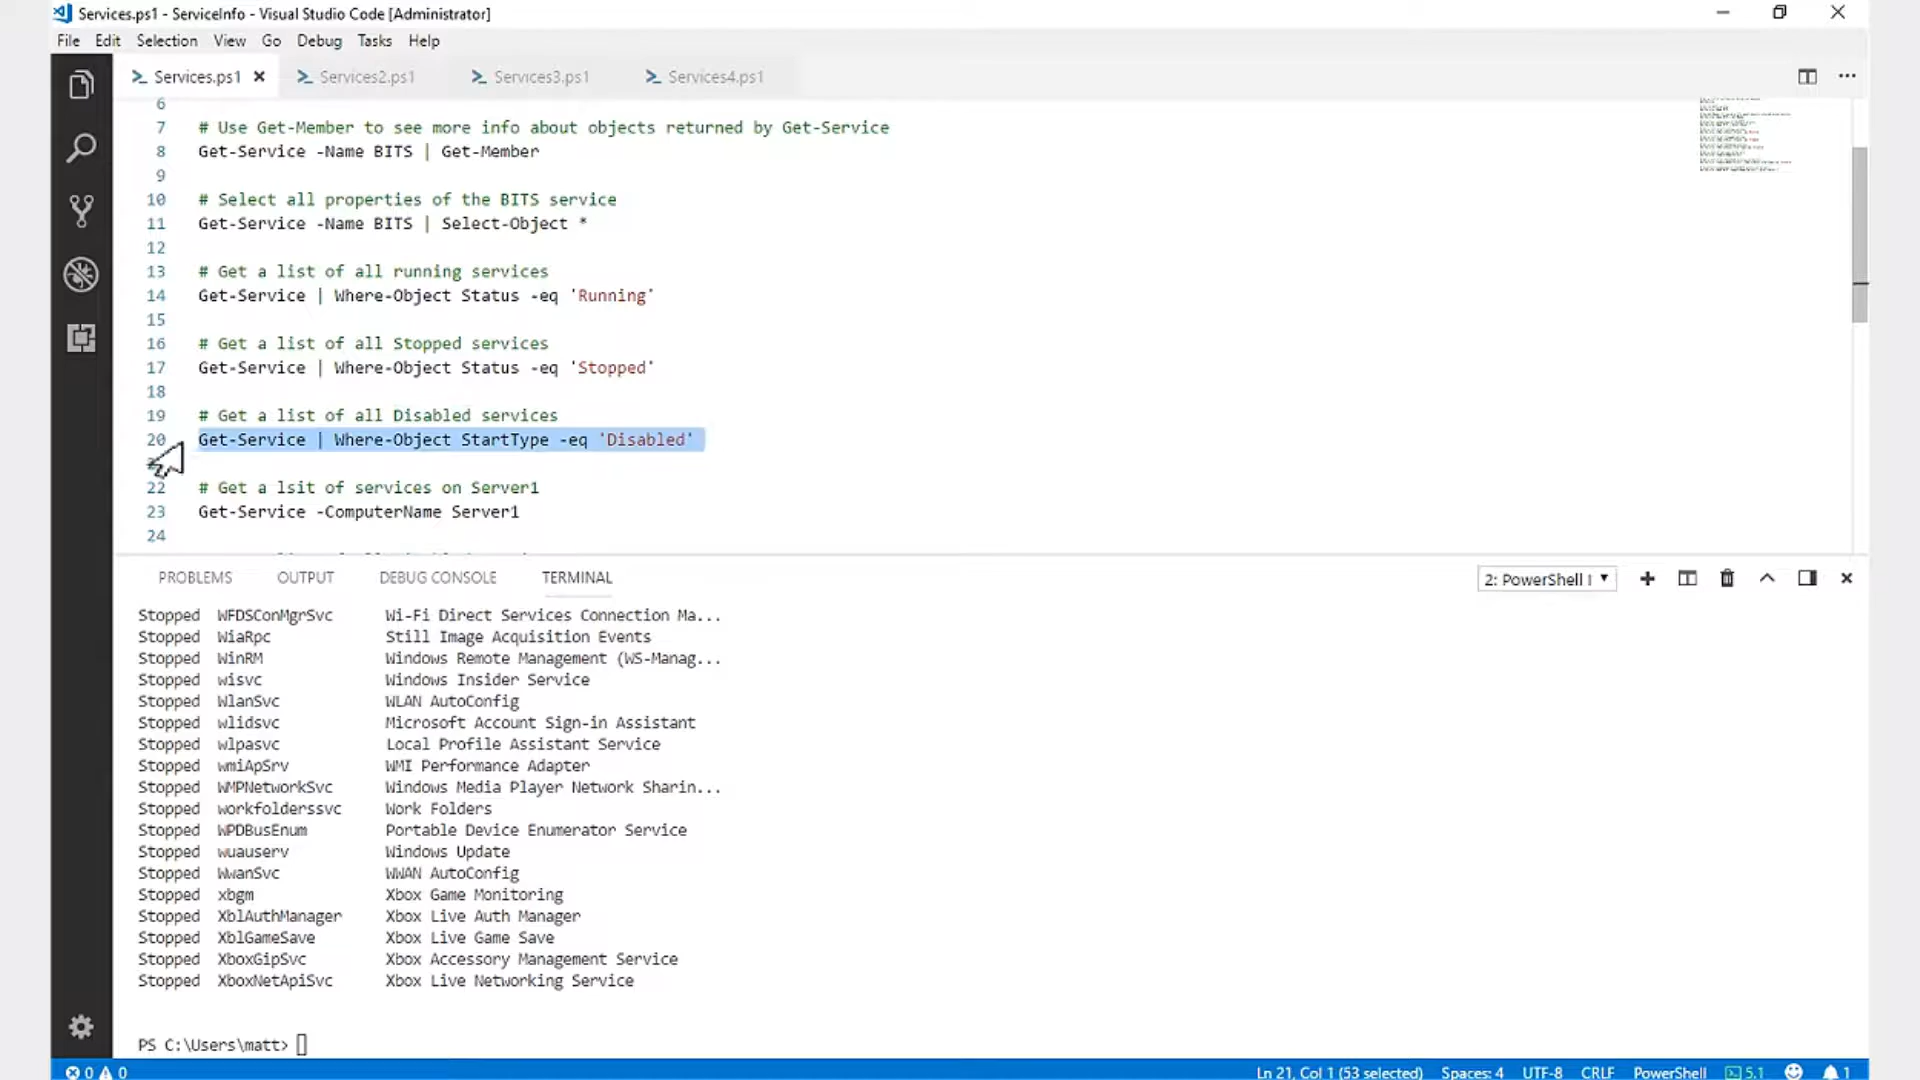 Services.ps1 - ServiceInfo - Visual Studio Code [Administrator]
File Edit Selection View Go Debug Tasks Help
Services.ps1 Services2.ps1 Services3.ps1 Services4.ps1
6
7 # Use Get-Member to see more info about objects returned by Get-Service
8 Get-Service -Name BITS | Get-Member
9
10 # Select all properties of the BITS service
11 Get-Service -Name BITS | Select-Object *
12
13 # Get a list of all running services
14 Get-Service | Where-Object Status -eq 'Running'
15
16 # Get a list of all Stopped services
17 Get-Service | Where-Object Status -eq 'Stopped'
18
19 # Get a list of all Disabled services
20 Get-Service | Where-Object StartType -eq 'Disabled'
22 # Get a lsit of services on Server1
23 Get-Service -ComputerName Server1
24
PROBLEMS OUTPUT DEBUG CONSOLE TERMINAL 2: PowerShell I
Stopped WFDSConMgrSvc Wi-Fi Direct Services Connection Ma...
Stopped WiaRpc Still Image Acquisition Events
Stopped WinRM Windows Remote Management (WS-Manag...
Stopped wisvc Windows Insider Service
Stopped WlanSvc WLAN AutoConfig
Stopped wlidsvc Microsoft Account Sign-in Assistant
Stopped wlpasvc Local Profile Assistant Service
Stopped wmiApSrv WMI Performance Adapter
Stopped WMPNetworkSvc Windows Media Player Network Sharin...
Stopped workfolderssvc Work Folders
Stopped WPDBusEnum Portable Device Enumerator Service
Stopped wuauserv Windows Update
Stopped WwanSvc WWAN AutoConfig
Stopped xbgm Xbox Game Monitoring
Stopped XblAuthManager Xbox Live Auth Manager
Stopped XblGameSave Xbox Live Game Save
Stopped XboxGipSvc Xbox Accessory Management Service
Stopped XboxNetApiSvc Xbox Live Networking Service
PS C:\Users\matt>
0 0 Ln 21, Col 1 (53 selected) Spaces: 4 UTF-8 CRLF PowerShell 5.1 1